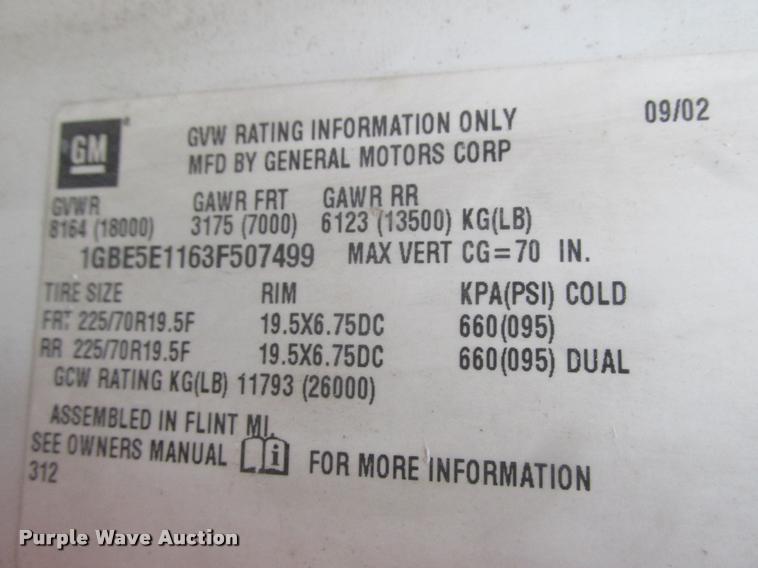 09/02
GM
GVW RATING INFORMATION ONLY
MFD BY GENERAL MOTORS CORP
GVWR GAWR FRT GAWR RR
8164 (18000) 3175 (7000) 6123 (13500) KG(LB)
1GBE5E1163F507499 MAX VERT CG=70 IN.
TIRE SIZE RIM KPA(PSI) COLD
FRT 225/70R19.5F 19.5X6.75DC 660(095)
RR 225/70R19.5F 19.5X6.75DC 660(095) DUAL
GCW RATING KG(LB) 11793 (26000)
ASSEMBLED IN FLINT MI.
SEE OWNERS MANUAL i FOR MORE INFORMATION
312
Purple Wave Auction